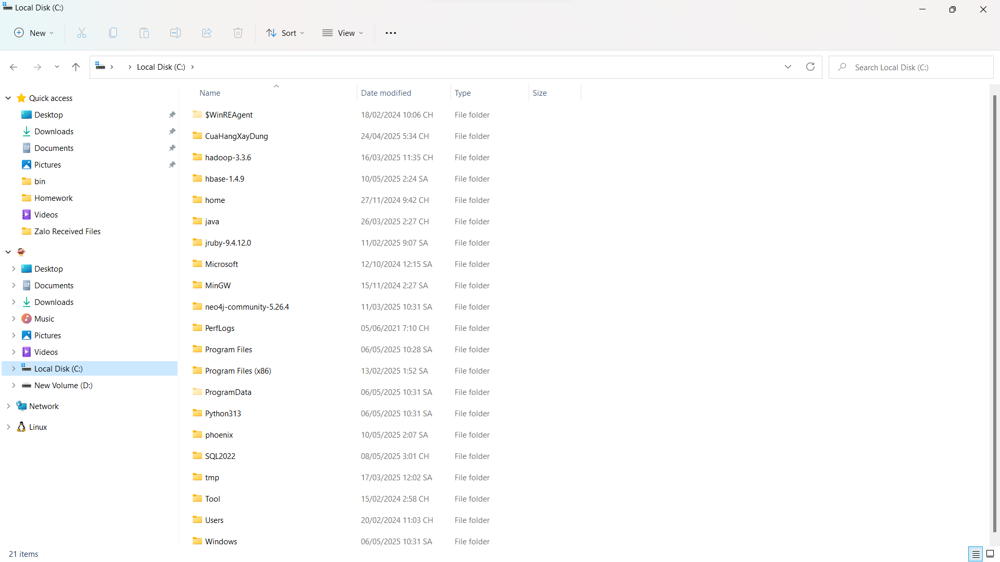 Local Disk (C:)
New Sort View
Local Disk (C:) Search Local Disk (C:)
Quick access
Desktop
Downloads
Documents
Pictures
bin
Homework
Videos
Zalo Received Files
Desktop
Documents
Downloads
Music
Pictures
Videos
Local Disk (C:)
New Volume (D:)
Network
Linux
Name Date modified Type Size
$WinREAgent 18/02/2024 10:06 CH File folder
CuaHangXayDung 24/04/2025 5:34 CH File folder
hadoop-3.3.6 16/03/2025 11:35 CH File folder
hbase-1.4.9 10/05/2025 2:24 SA File folder
home 27/11/2024 9:42 CH File folder
java 26/03/2025 2:27 CH File folder
jruby-9.4.12.0 11/02/2025 9:07 SA File folder
Microsoft 12/10/2024 12:15 SA File folder
MinGW 15/11/2024 2:27 SA File folder
neo4j-community-5.26.4 11/03/2025 10:31 SA File folder
PerfLogs 05/06/2021 7:10 CH File folder
Program Files 06/05/2025 10:28 SA File folder
Program Files (x86) 13/02/2025 1:52 SA File folder
ProgramData 06/05/2025 10:31 SA File folder
Python313 06/05/2025 10:31 SA File folder
phoenix 10/05/2025 2:07 SA File folder
SQL2022 08/05/2025 3:01 CH File folder
tmp 17/03/2025 12:02 SA File folder
Tool 15/02/2024 2:58 CH File folder
Users 20/02/2024 11:03 CH File folder
Windows 06/05/2025 10:31 SA File folder
21 items